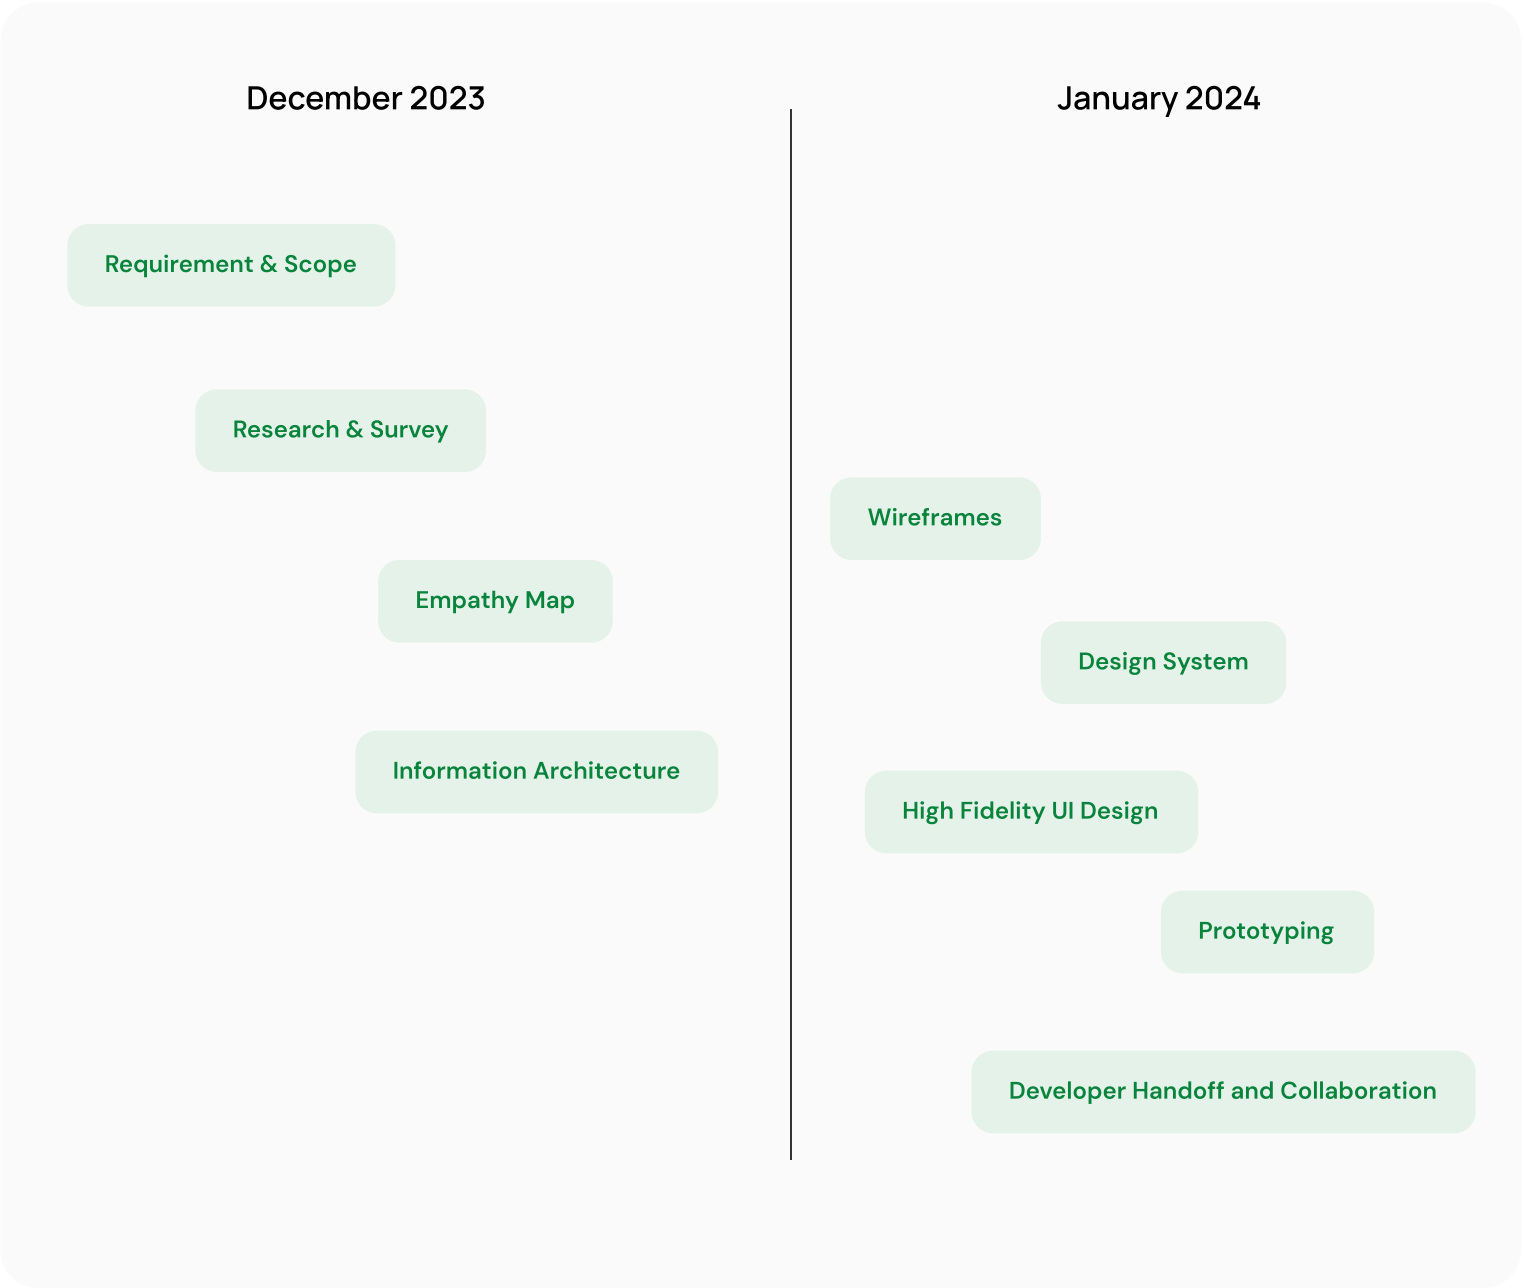 December 2023
Requirement & Scope
Research & Survey
Empathy Map
Information Architecture
January 2024
Wireframes
Design System
High Fidelity UI Design
Prototyping
Developer Handoff and Collaboration